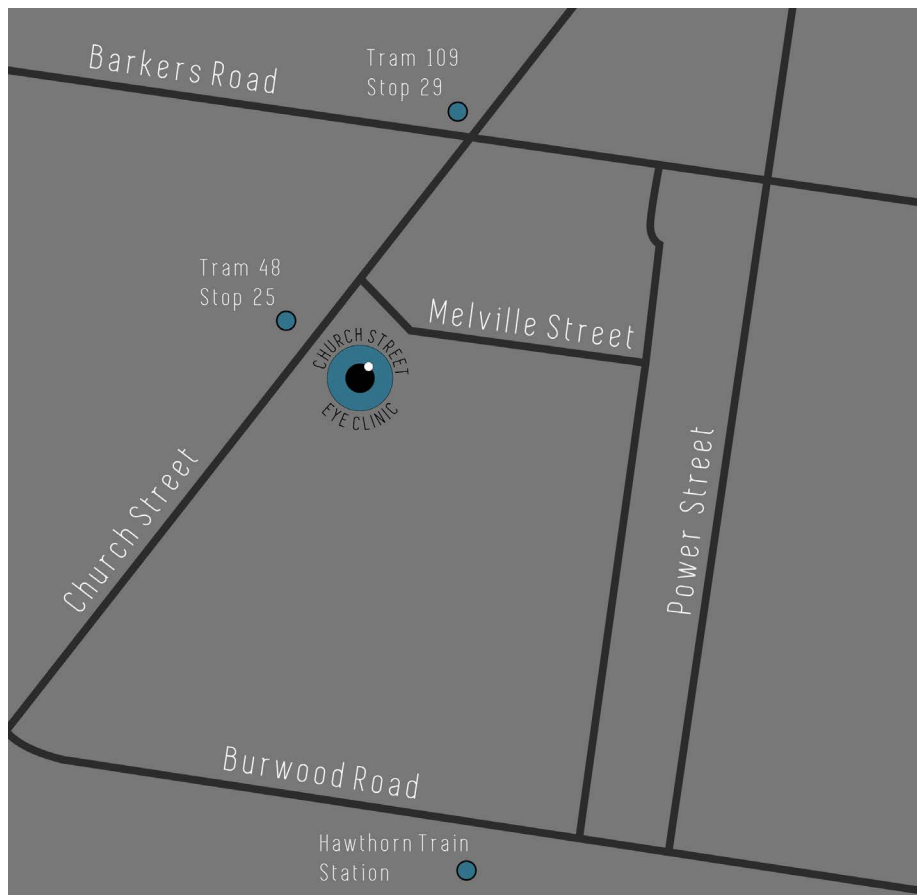 Barkers Road
Tram 109
Stop 29
Tram 48
Stop 25
Melville Street
CHURCH STREET
EYE CLINIC
Church Street
Power Street
Burwood Road
Hawthorn Train
Station